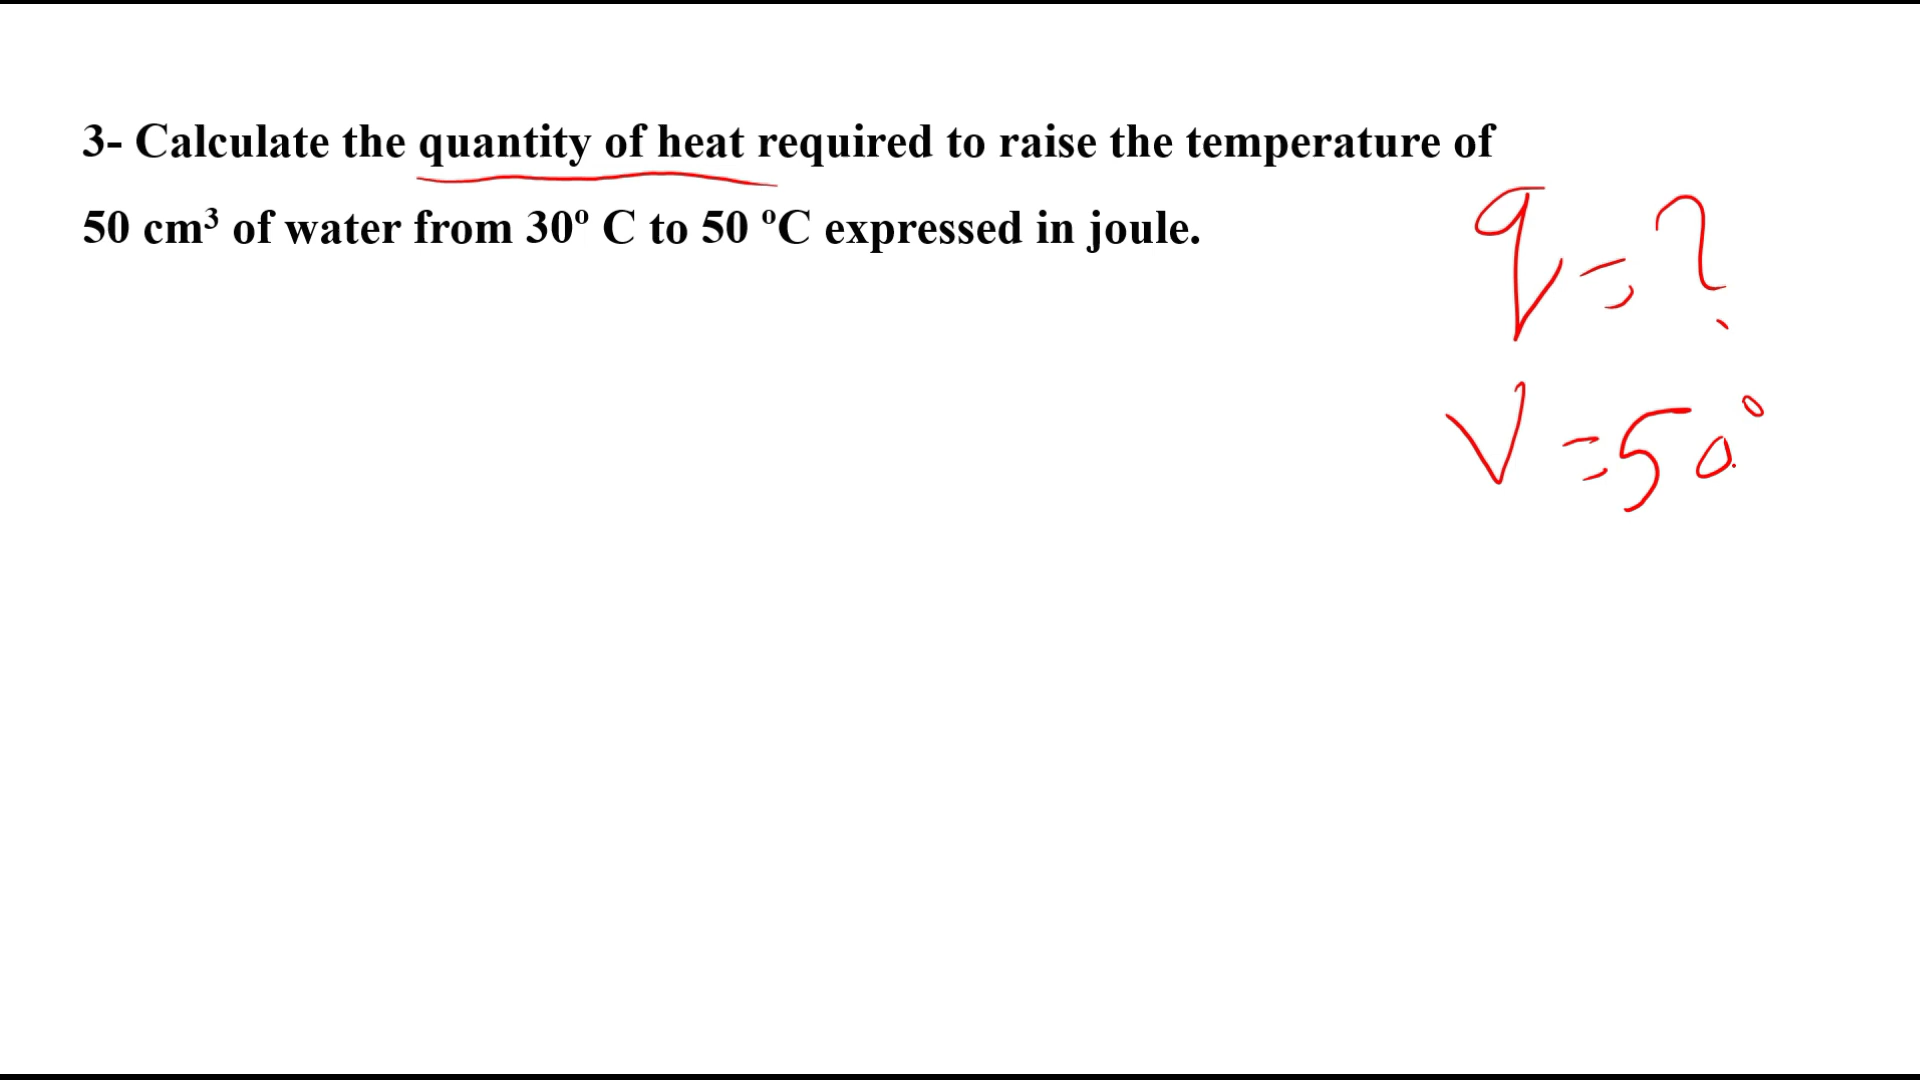 3- Calculate the quantity of heat required to raise the temperature of
50 cm³ of water from 30º C to 50 ºC expressed in joule.
q = ?
V = 50°